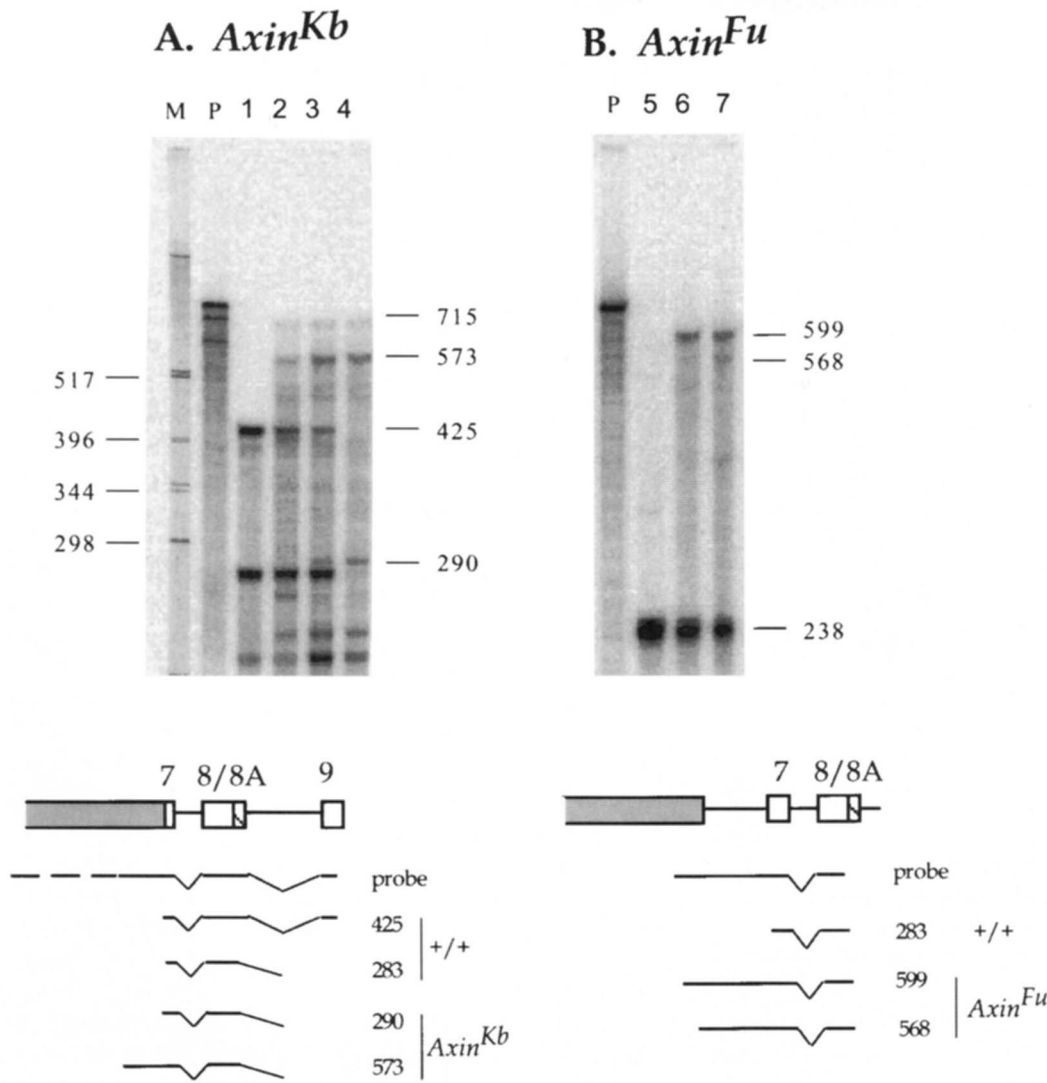 A. Axin^Kb
B. Axin^Fu
M P 1 2 3 4
P 5 6 7
715
573
517
425
396
344
298
290
599
568
238
7 8/8A 9
probe
425
+/+
283
290
Axin^Kb
573
7 8/8A
probe
283 +/+
599
Axin^Fu
568